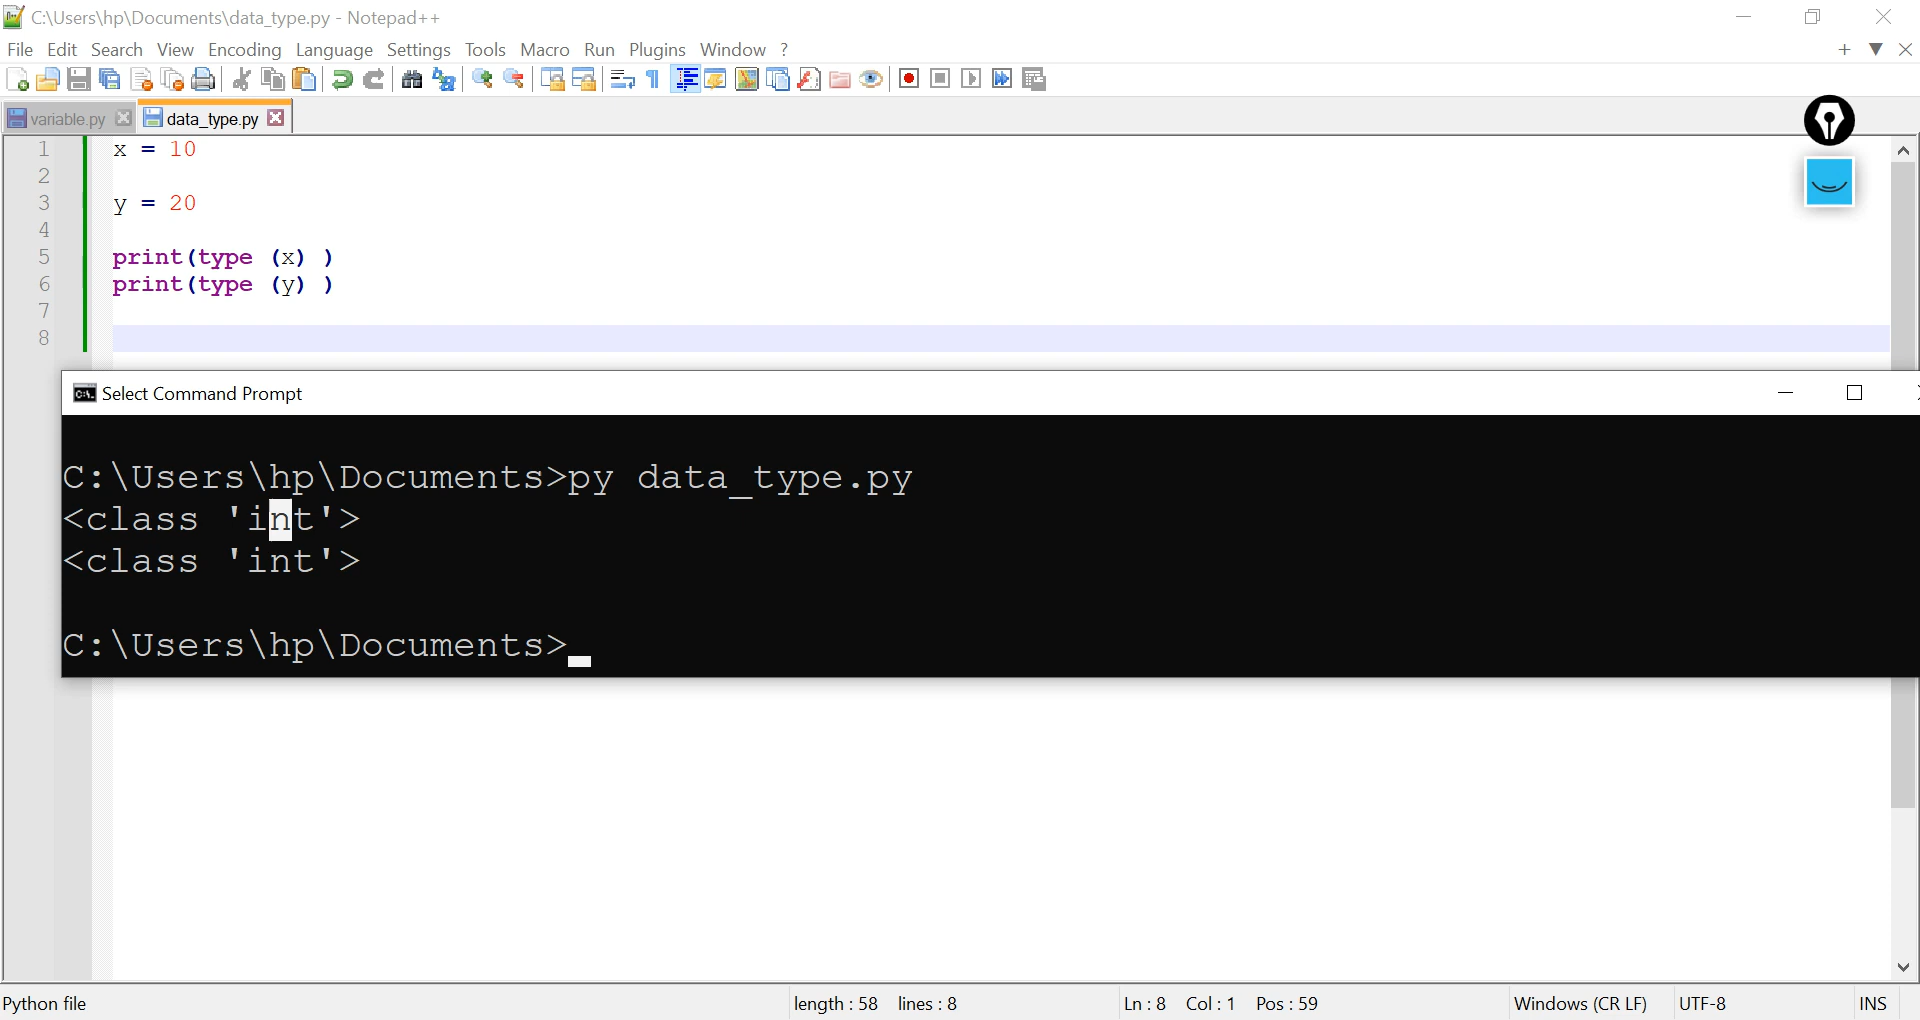 C:\Users\hp\Documents\data_type.py - Notepad++
File Edit Search View Encoding Language Settings Tools Macro Run Plugins Window ?
variable.py data_type.py
1 x = 10
2
3 y = 20
4
5 print(type (x) )
6 print(type (y) )
7
8
Select Command Prompt
C:\Users\hp\Documents>py data_type.py
<class 'int'>
<class 'int'>
C:\Users\hp\Documents>_
Python file length : 58 lines : 8 Ln : 8 Col : 1 Pos : 59 Windows (CR LF) UTF-8 INS